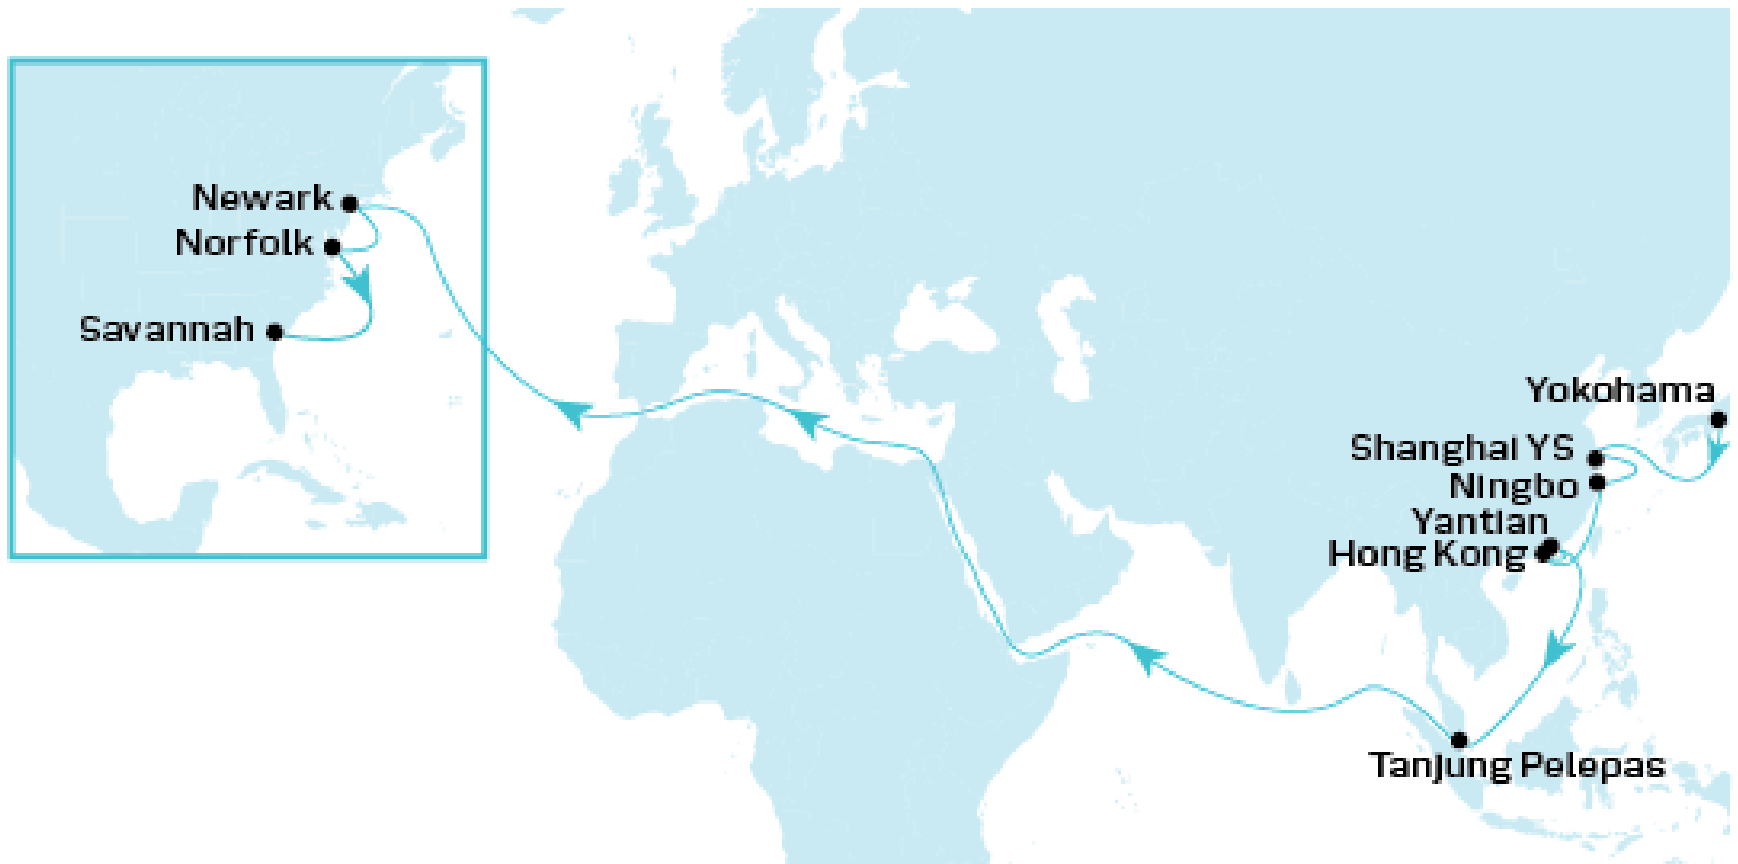 Newark
Norfolk
Savannah
Yokohama
Shanghai YS
Ningbo
Yantian
Hong Kong
Tanjung Pelepas